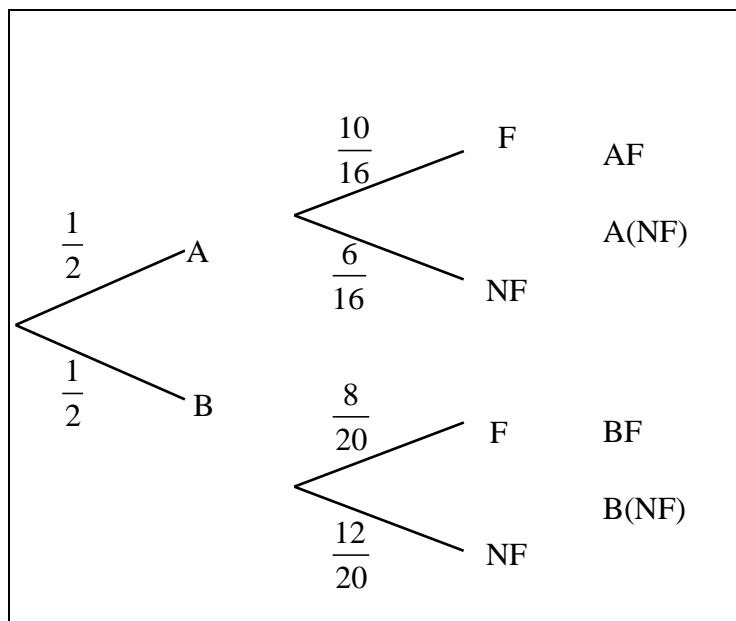 10/16 F AF
1/2 A A(NF)
6/16 NF
1/2 B 8/20 F BF
B(NF)
12/20 NF